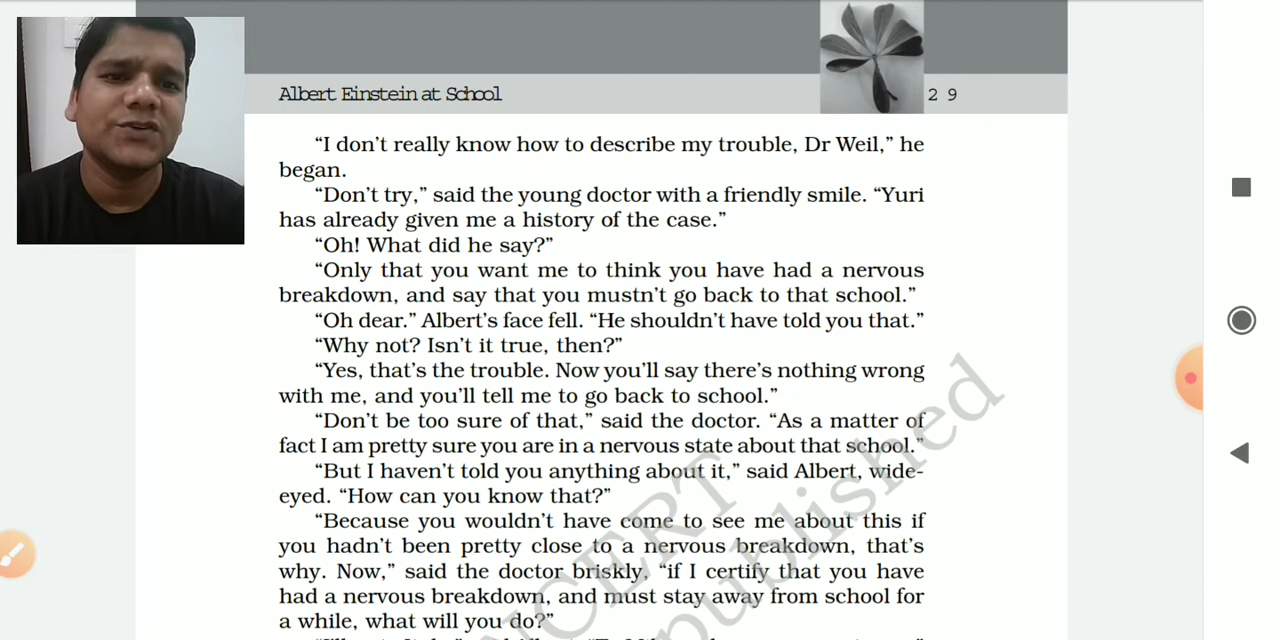 Albert Einstein at School
29
“I don't really know how to describe my trouble, Dr Weil,” he
began.
“Don't try,” said the young doctor with a friendly smile. “Yuri
has already given me a history of the case.”
“Oh! What did he say?”
“Only that you want me to think you have had a nervous
breakdown, and say that you mustn't go back to that school.”
“Oh dear.” Albert's face fell. “He shouldn't have told you that.”
“Why not? Isn't it true, then?”
“Yes, that's the trouble. Now you'll say there's nothing wrong
with me, and you'll tell me to go back to school.”
“Don't be too sure of that,” said the doctor. “As a matter of
fact I am pretty sure you are in a nervous state about that school.”
“But I haven't told you anything about it,” said Albert, wide-
eyed. “How can you know that?”
“Because you wouldn't have come to see me about this if
you hadn't been pretty close to a nervous breakdown, that's
why. Now,” said the doctor briskly, “if I certify that you have
had a nervous breakdown, and must stay away from school for
a while, what will you do?”
NCERT
published